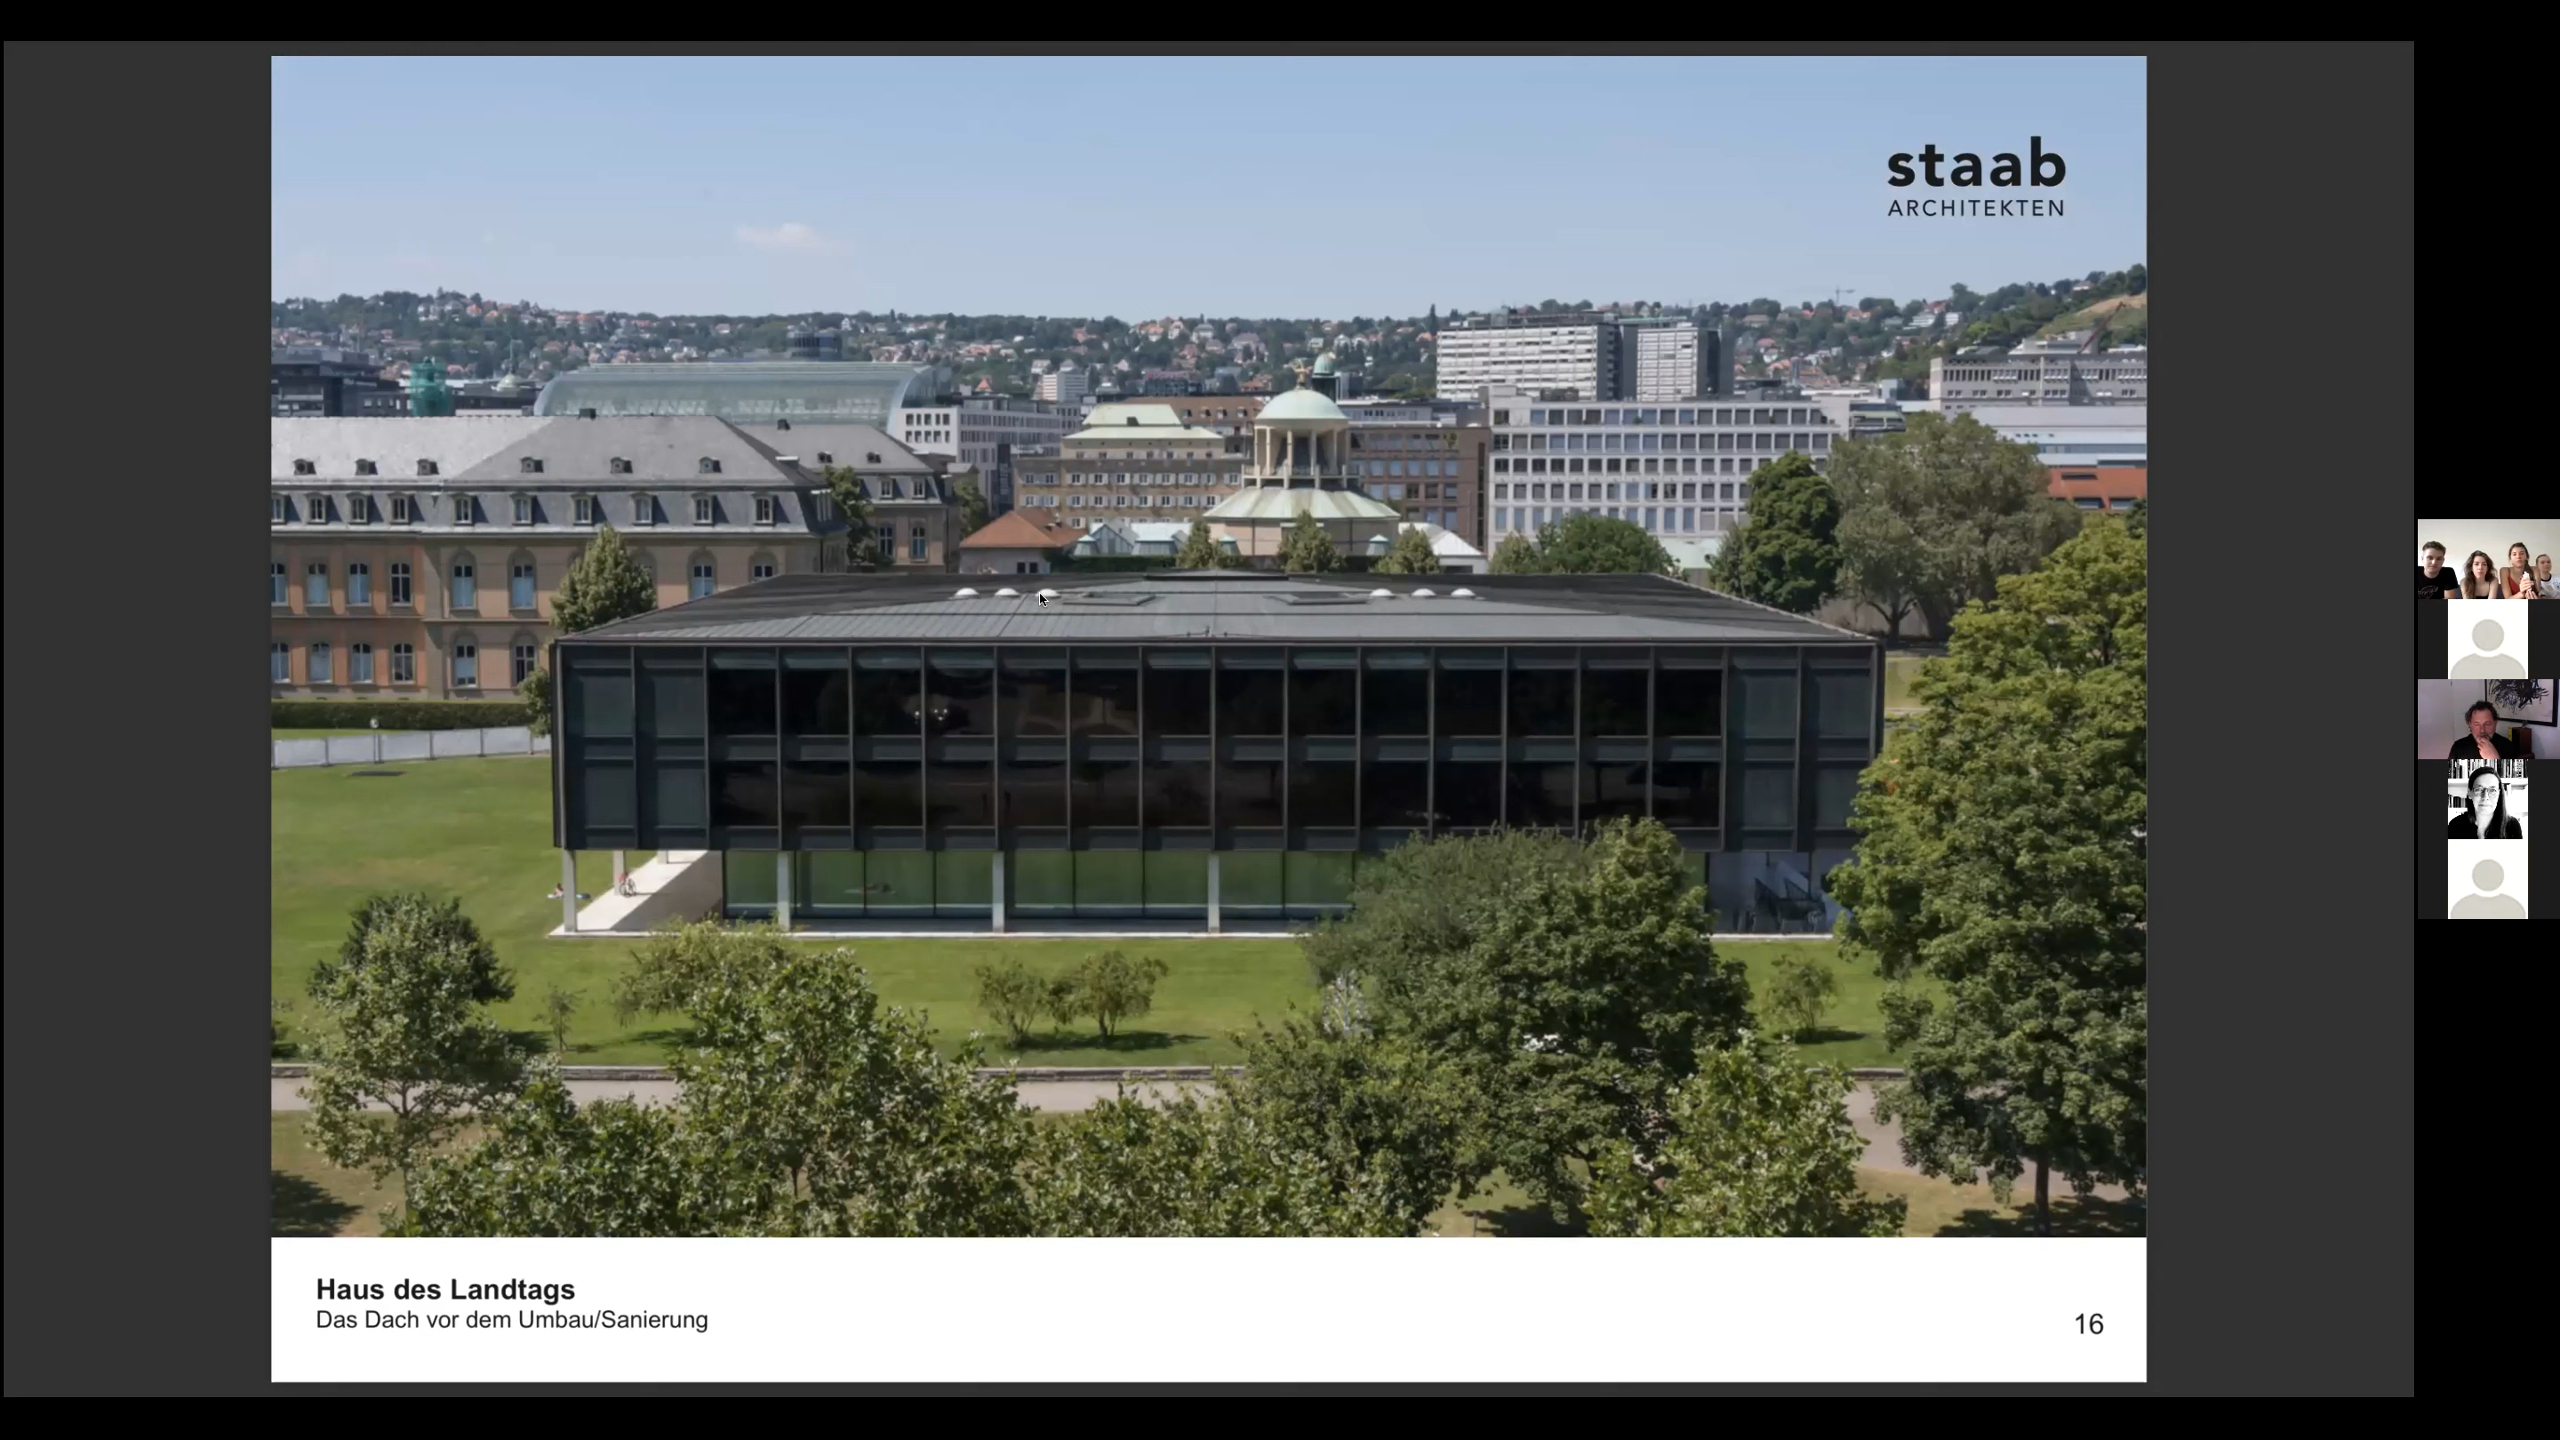 staab
ARCHITEKTEN
Haus des Landtags
Das Dach vor dem Umbau/Sanierung
16